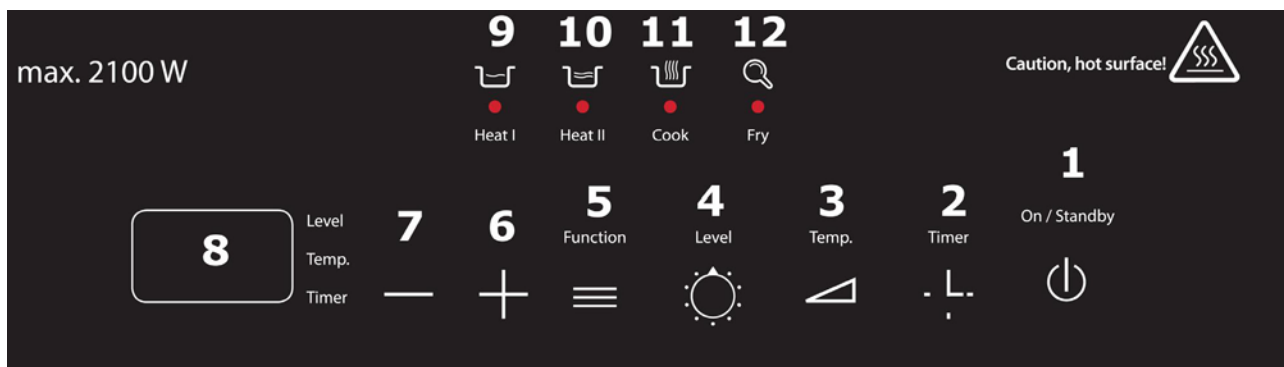 9 10 11 12
max. 2100 W
Caution, hot surface!
Heat I Heat II Cook Fry
1
On / Standby
7 6 5 4 3 2
Function Level Temp. Timer
8
Level
Temp.
Timer